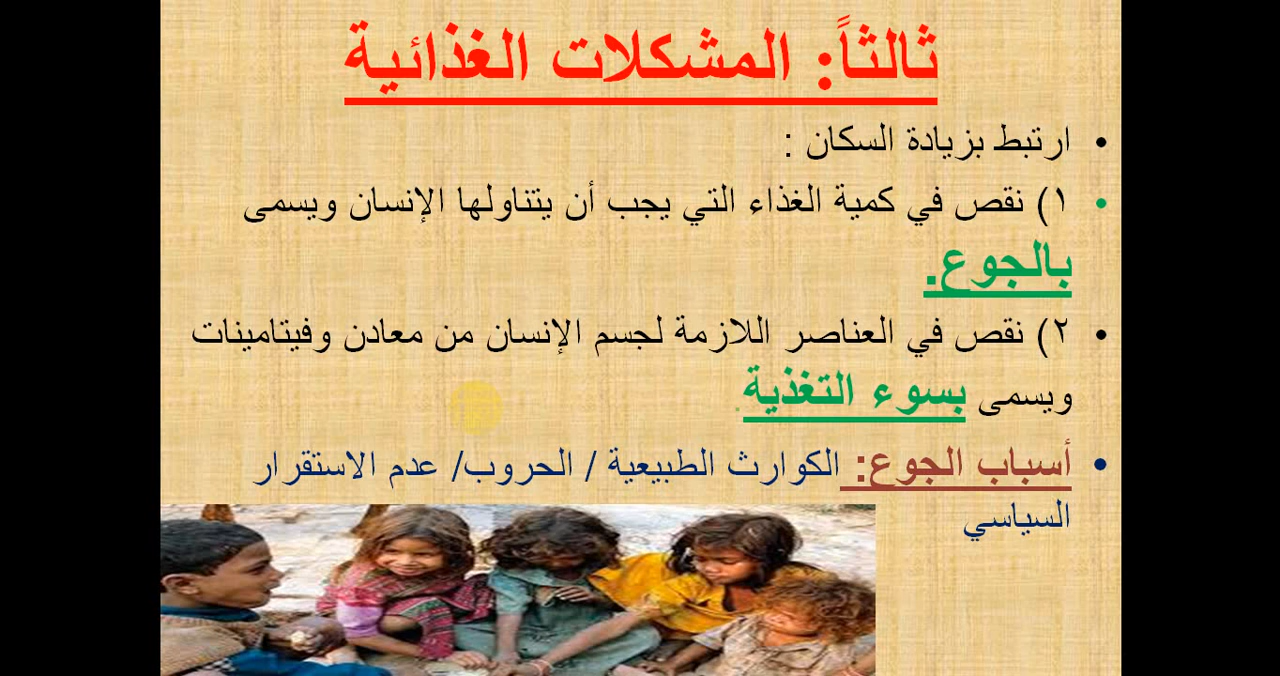 ثالثاً: المشكلات الغذائية
• ارتبط بزيادة السكان :
• ١) نقص في كمية الغذاء التي يجب أن يتناولها الإنسان ويسمى
بالجوع.
• ٢) نقص في العناصر اللازمة لجسم الإنسان من معادن وفيتامينات
ويسمى بسوء التغذية.
• أسباب الجوع: الكوارث الطبيعية / الحروب/ عدم الاستقرار
السياسي